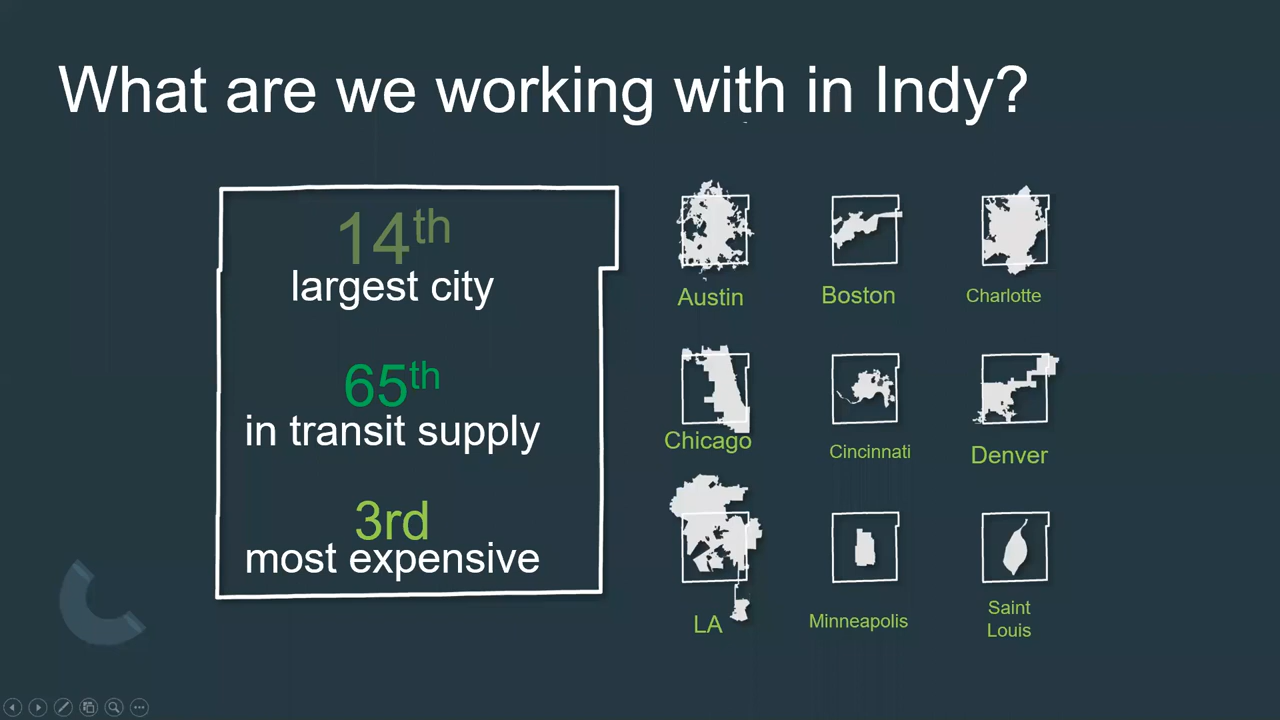 What are we working with in Indy?
14th
largest city
65th
in transit supply
3rd
most expensive
Austin
Boston
Charlotte
Chicago
Cincinnati
Denver
LA
Minneapolis
Saint
Louis